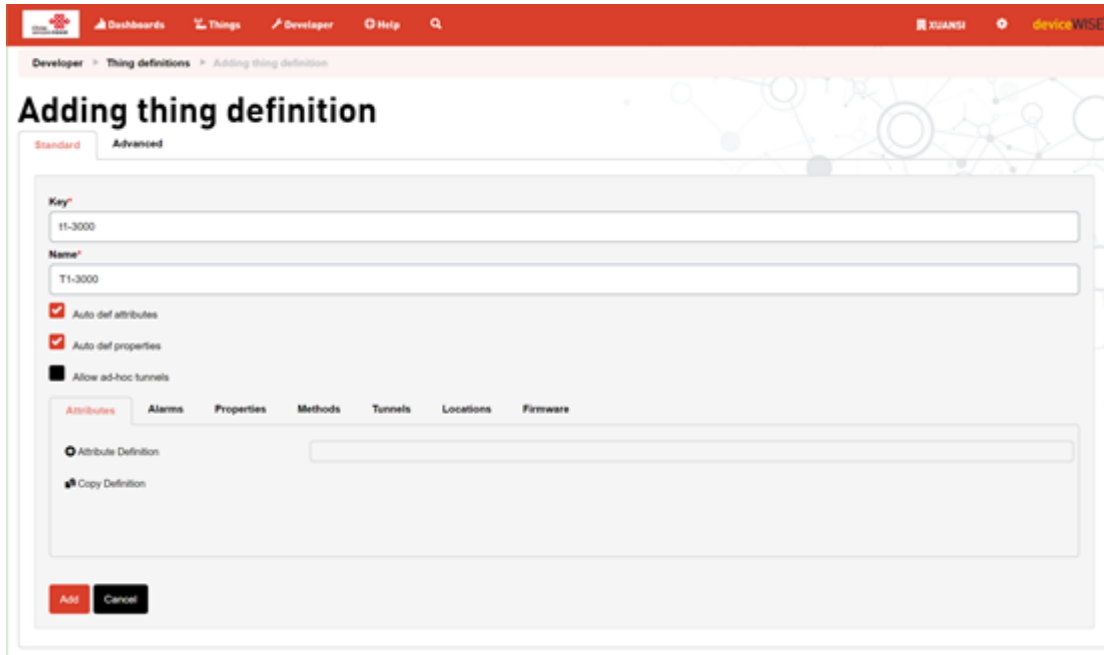 Dashboards Things Developer Help XUANSI deviceWISE
Developer Thing definitions Adding thing definition
Adding thing definition
Standard Advanced
Key*
t1-3000
Name*
T1-3000
Auto def attributes
Auto def properties
Allow ad-hoc tunnels
Attributes Alarms Properties Methods Tunnels Locations Firmware
Attribute Definition
Copy Definition
Add Cancel